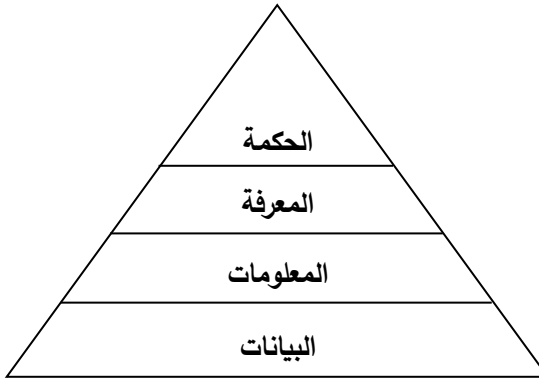 الحكمة
المعرفة
المعلومات
البيانات